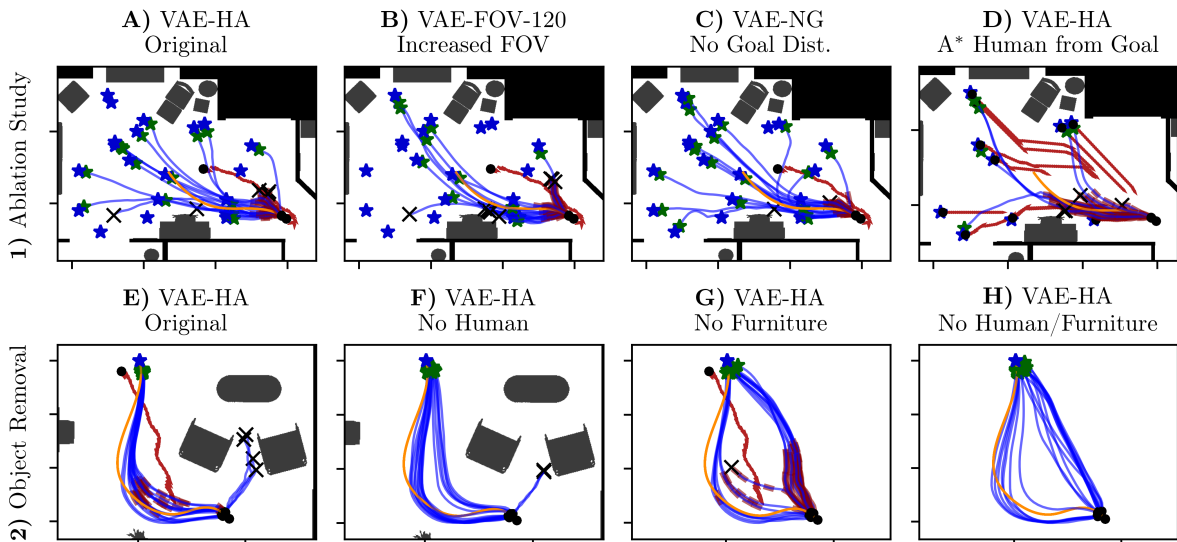 A) VAE-HA
Original
B) VAE-FOV-120
Increased FOV
C) VAE-NG
No Goal Dist.
D) VAE-HA
A* Human from Goal
1) Ablation Study
E) VAE-HA
Original
F) VAE-HA
No Human
G) VAE-HA
No Furniture
H) VAE-HA
No Human/Furniture
2) Object Removal